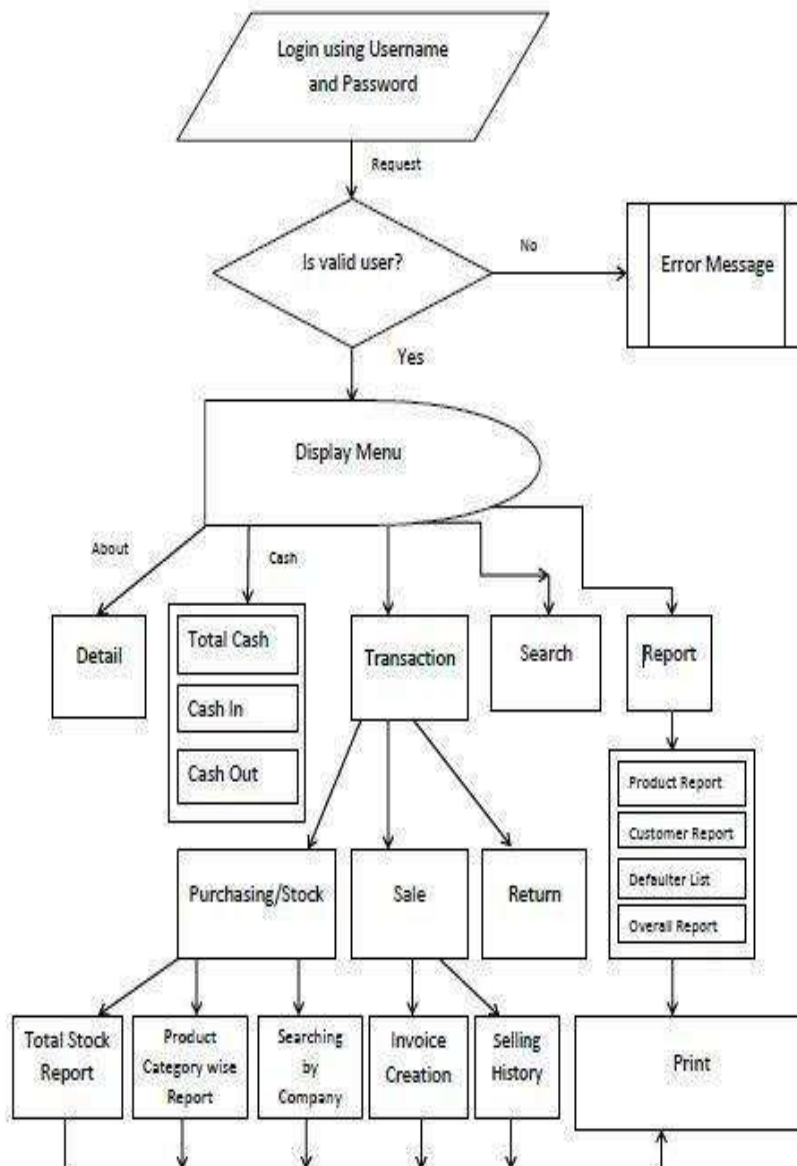 Login using Username
and Password
Request
Is valid user?
No
Error Message
Yes
Display Menu
About
Cash
Detail
Total Cash
Cash In
Cash Out
Transaction
Search
Report
Product Report
Customer Report
Defaulter List
Overall Report
Purchasing/Stock
Sale
Return
Total Stock
Report
Product
Category wise
Report
Searching
by
Company
Invoice
Creation
Selling
History
Print